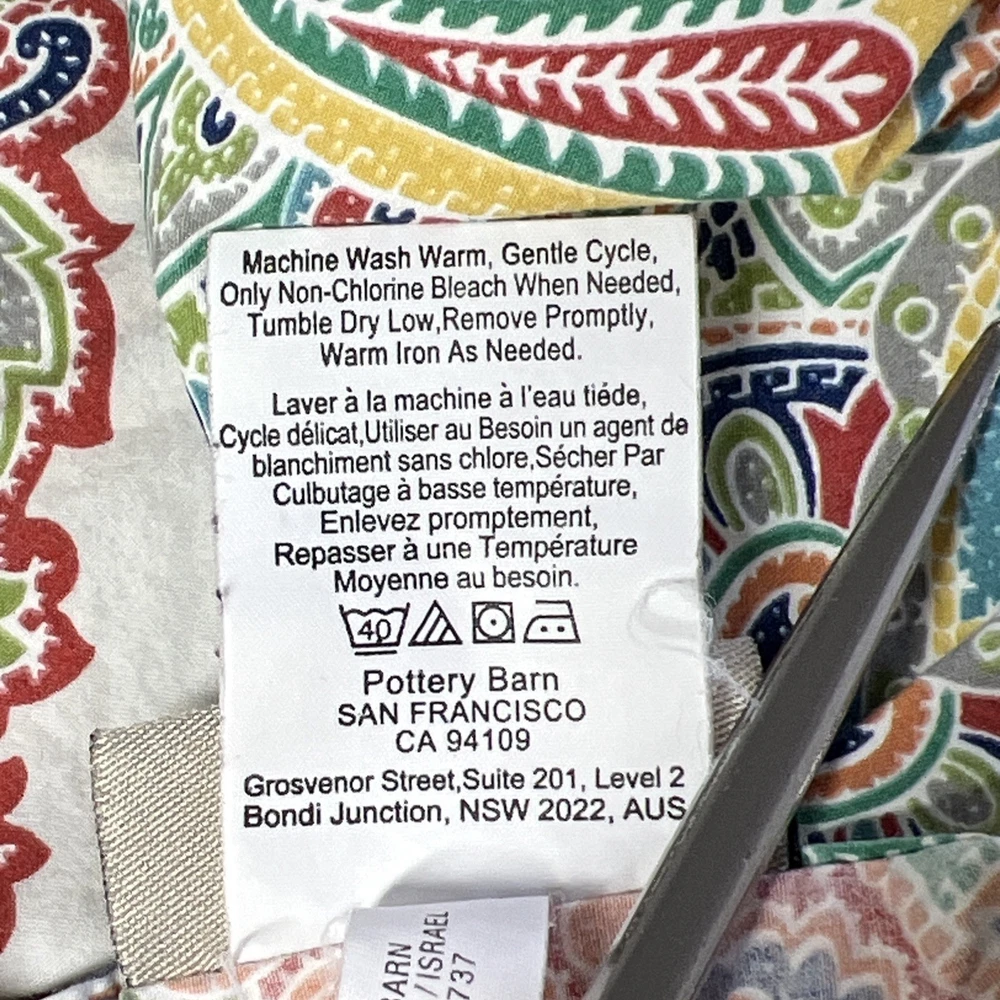 Machine Wash Warm, Gentle Cycle,
Only Non-Chlorine Bleach When Needed,
Tumble Dry Low,Remove Promptly,
Warm Iron As Needed.
Laver à la machine à l'eau tiéde,
Cycle délicat,Utiliser au Besoin un agent de
blanchiment sans chlore,Sécher Par
Culbutage à basse température,
Enlevez promptement,
Repasser à une Température
Moyenne au besoin.
40
Pottery Barn
SAN FRANCISCO
CA 94109
Grosvenor Street,Suite 201, Level 2
Bondi Junction, NSW 2022, AUS
BARN
/ISRAEL
737